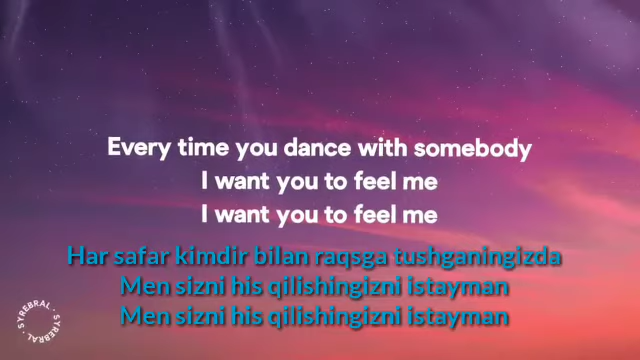 Every time you dance with somebody
I want you to feel me
I want you to feel me
Har safar kimdir bilan raqsga tushganingizda
Men sizni his qilishingizni istayman
Men sizni his qilishingizni istayman
SYREBRAL · SYREBRAL ·